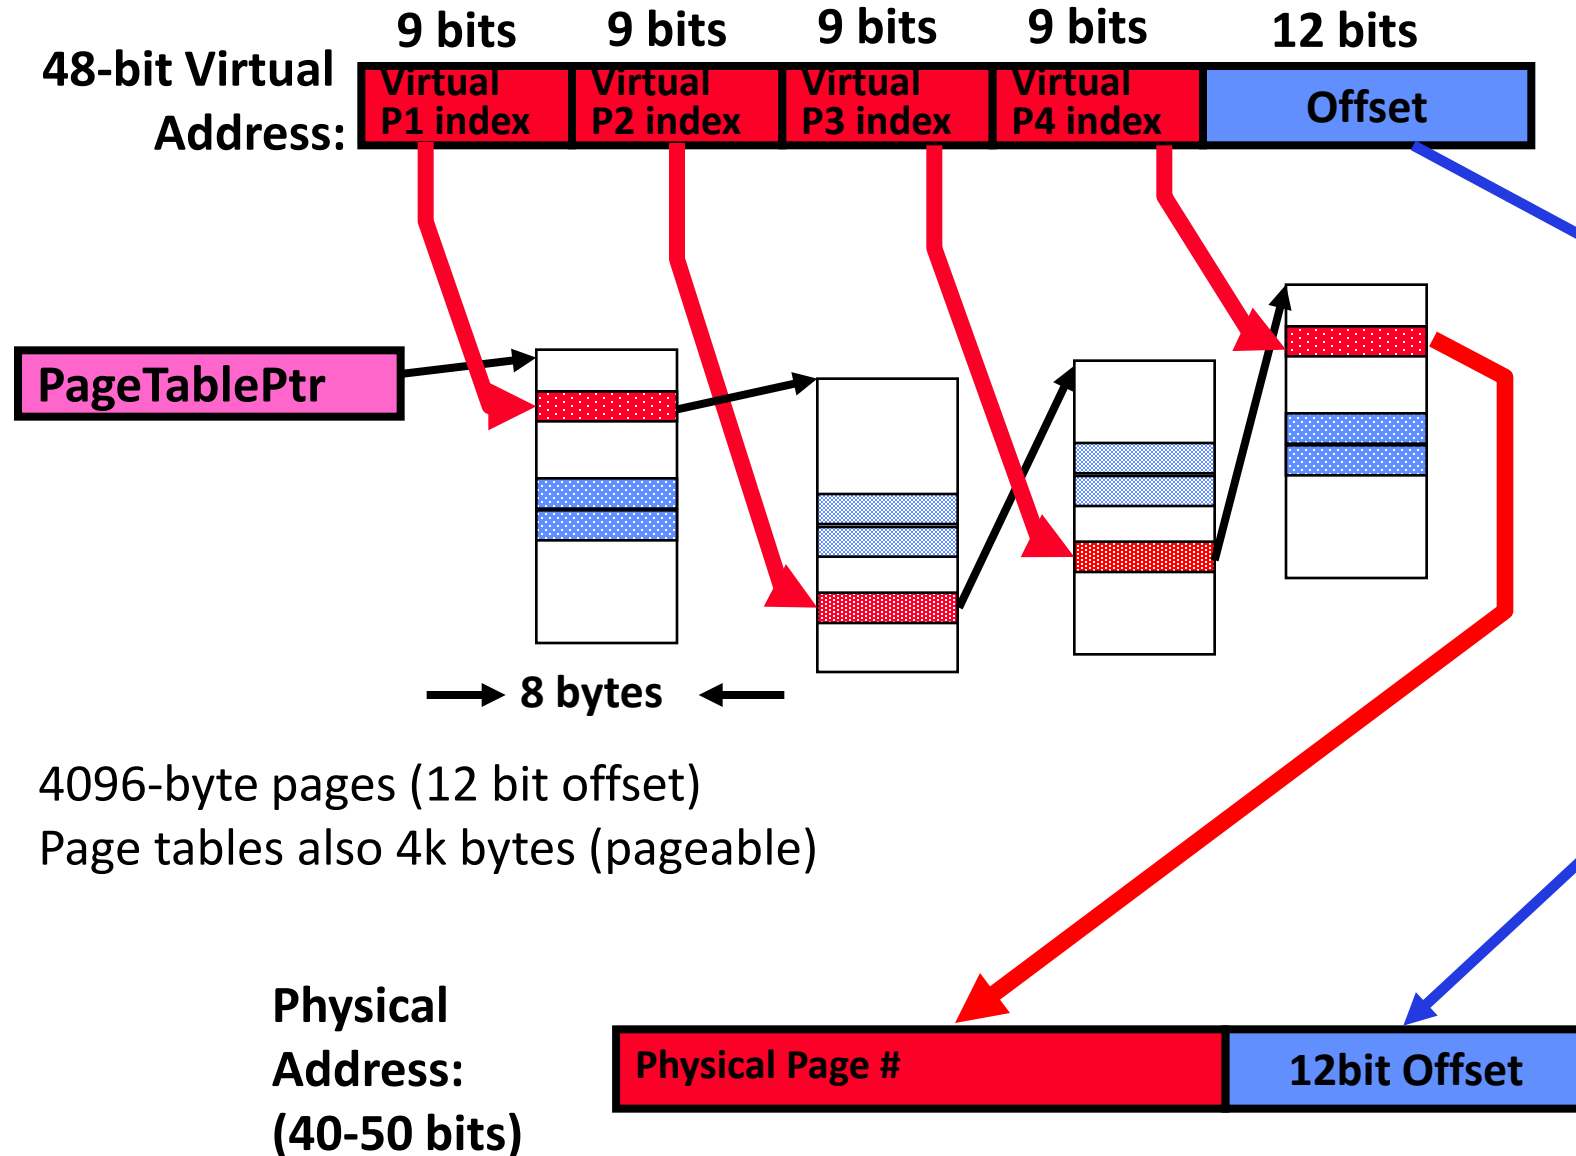 9 bits 9 bits 9 bits 9 bits 12 bits
48-bit Virtual
Address:
Virtual
P1 index
Virtual
P2 index
Virtual
P3 index
Virtual
P4 index
Offset
PageTablePtr
8 bytes
4096-byte pages (12 bit offset)
Page tables also 4k bytes (pageable)
Physical
Address:
(40-50 bits)
Physical Page #
12bit Offset